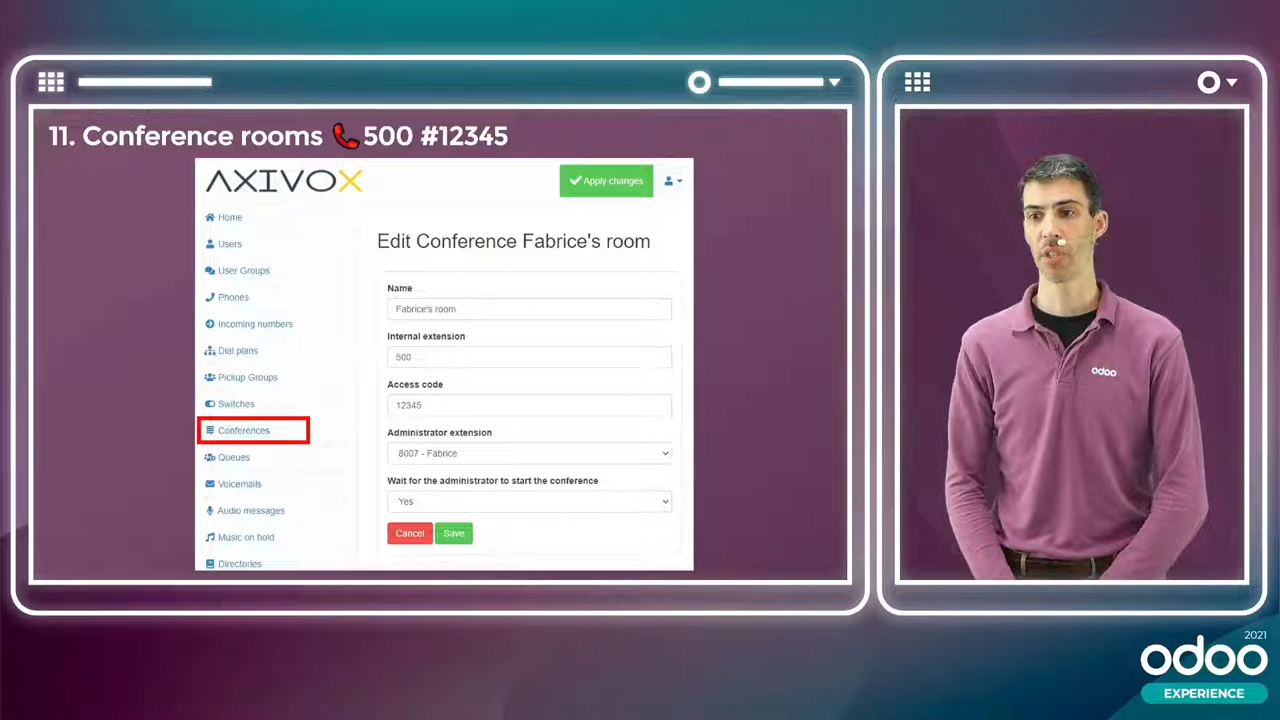 11. Conference rooms 📞500 #12345
AXIVOX
Apply changes
Home
Users
User Groups
Phones
Incoming numbers
Dial plans
Pickup Groups
Switches
Conferences
Queues
Voicemails
Audio messages
Music on hold
Directories
Edit Conference Fabrice's room
Name
Fabrice's room
Internal extension
500
Access code
12345
Administrator extension
8007 - Fabrice
Wait for the administrator to start the conference
Yes
Cancel
Save
odoo
2021
odoo
EXPERIENCE